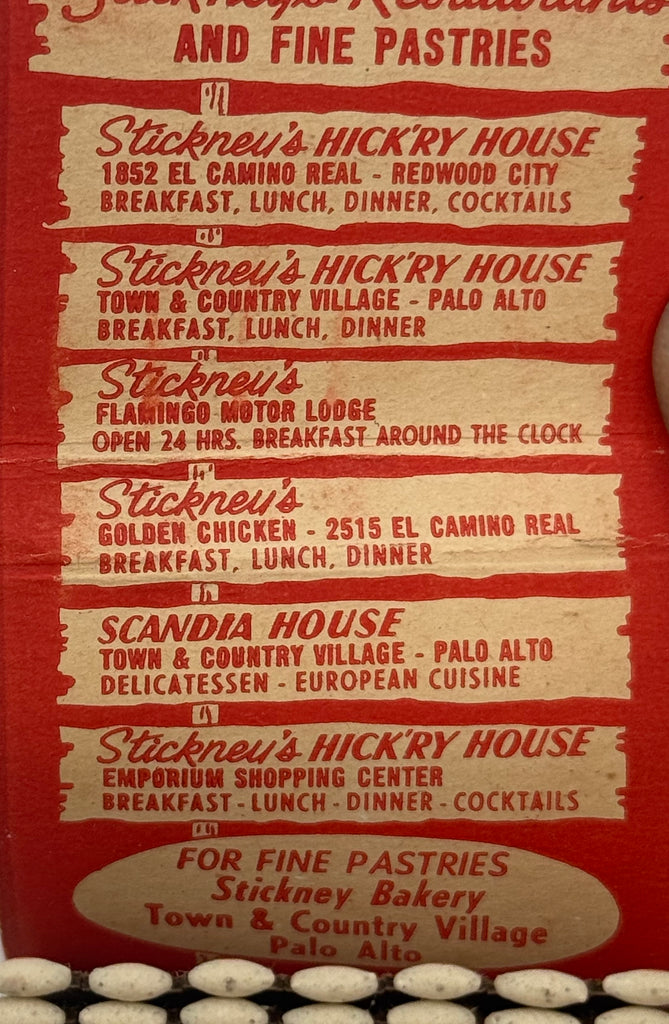 Stickney's Restaurants
AND FINE PASTRIES
Stickney's HICK'RY HOUSE
1852 EL CAMINO REAL - REDWOOD CITY
BREAKFAST, LUNCH, DINNER, COCKTAILS
Stickney's HICK'RY HOUSE
TOWN & COUNTRY VILLAGE - PALO ALTO
BREAKFAST, LUNCH, DINNER
Stickney's
FLAMINGO MOTOR LODGE
OPEN 24 HRS. BREAKFAST AROUND THE CLOCK
Stickney's
GOLDEN CHICKEN - 2515 EL CAMINO REAL
BREAKFAST, LUNCH, DINNER
SCANDIA HOUSE
TOWN & COUNTRY VILLAGE - PALO ALTO
DELICATESSEN - EUROPEAN CUISINE
Stickney's HICK'RY HOUSE
EMPORIUM SHOPPING CENTER
BREAKFAST - LUNCH - DINNER - COCKTAILS
FOR FINE PASTRIES
Stickney Bakery
Town & Country Village
Palo Alto